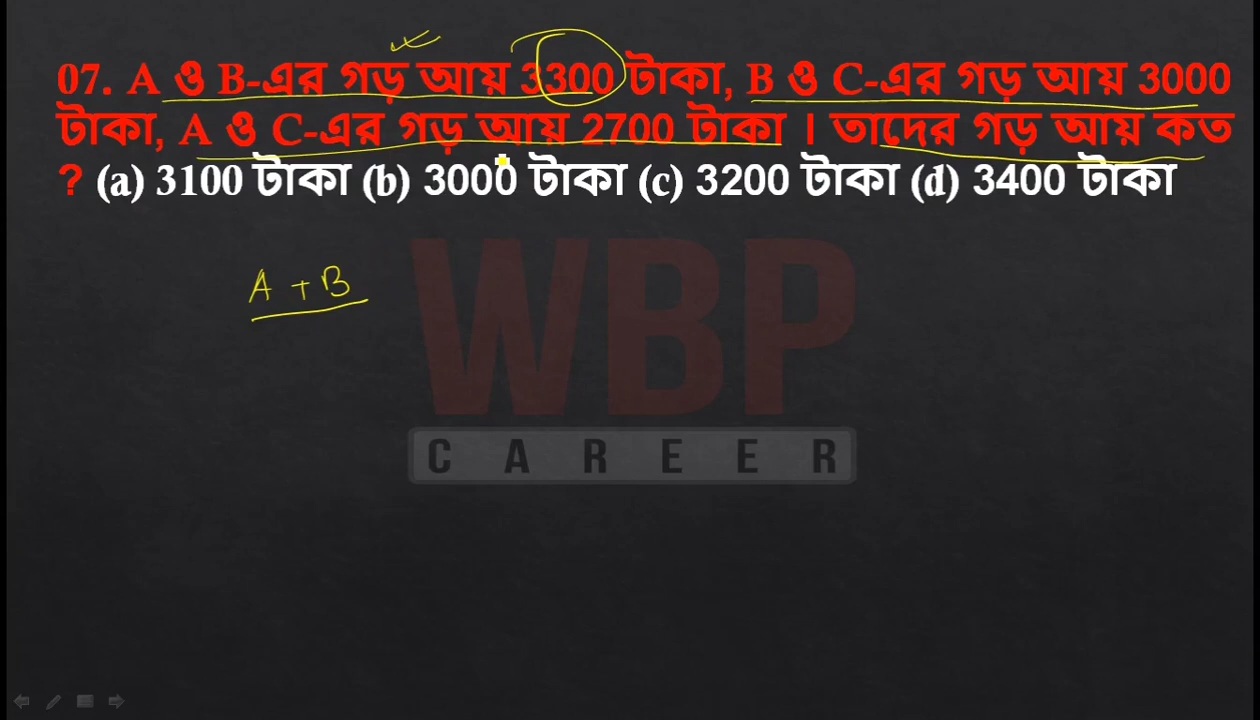 07. A ও B-এর গড় আয় 3300 টাকা, B ও C-এর গড় আয় 3000
টাকা, A ও C-এর গড় আয় 2700 টাকা । তাদের গড় আয় কত
? (a) 3100 টাকা (b) 3000 টাকা (c) 3200 টাকা (d) 3400 টাকা
A + B
WBP
CAREER